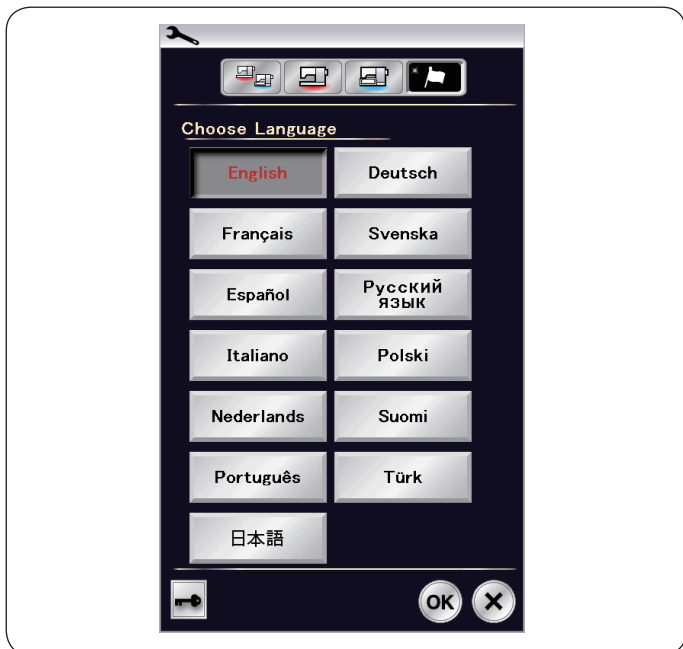 Choose Language
English
Deutsch
Français
Svenska
Español
Русский
язык
Italiano
Polski
Nederlands
Suomi
Português
Türk
日本語
OK